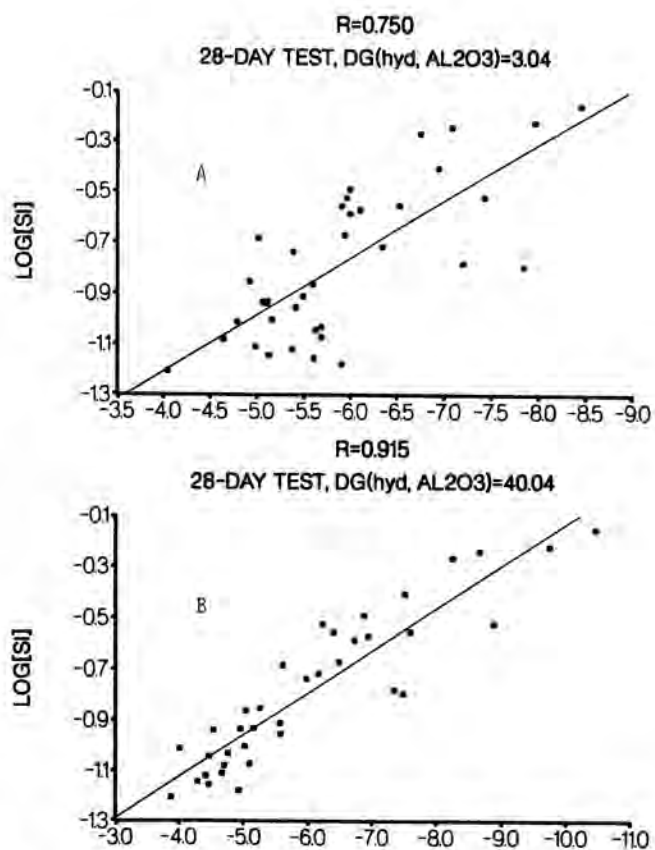 R=0.750
28-DAY TEST, DG(hyd, AL2O3)=3.04
-0.1
-0.3
A
-0.5
LOG[SI]
-0.7
-0.9
-1.1
-1.3
-3.5 -4.0 -4.5 -5.0 -5.5 -6.0 -6.5 -7.0 -7.5 -8.0 -8.5 -9.0
R=0.915
28-DAY TEST, DG(hyd, AL2O3)=40.04
-0.1
-0.3
B
-0.5
LOG[SI]
-0.7
-0.9
-1.1
-1.3
-3.0 -4.0 -5.0 -6.0 -7.0 -8.0 -9.0 -10.0 -11.0